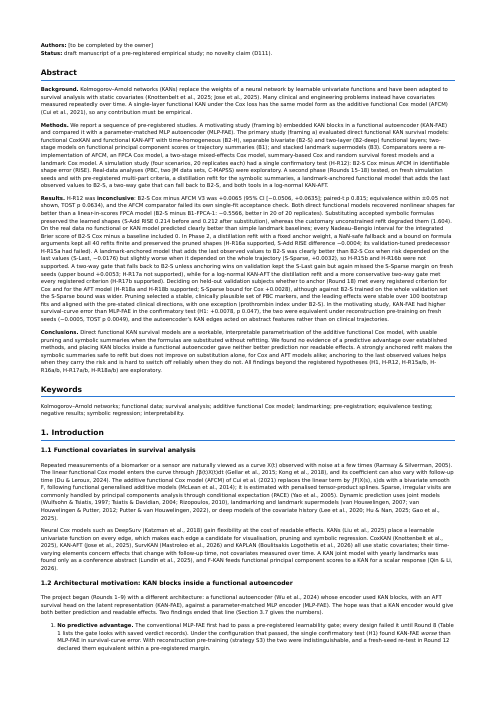 Authors: [to be completed by the owner]
Status: draft manuscript of a pre-registered empirical study; no novelty claim (D111).
Abstract
Background. Kolmogorov–Arnold networks (KANs) replace the weights of a neural network by learnable univariate functions and have been adapted to
survival analysis with static covariates (Knottenbelt et al., 2025; Jose et al., 2025). Many clinical and engineering problems instead have covariates
measured repeatedly over time. A single-layer functional KAN under the Cox loss has the same form as the additive functional Cox model (AFCM)
(Cui et al., 2021), so any contribution must be empirical.
Methods. We report a sequence of pre-registered studies. A motivating study (framing b) embedded KAN blocks in a functional autoencoder (KAN-FAE)
and compared it with a parameter-matched MLP autoencoder (MLP-FAE). The primary study (framing a) evaluated direct functional KAN survival models:
functional CoxKAN and functional KAN-AFT with time-homogeneous (B2-H), separable bivariate (B2-S) and two-layer (B2-deep) functional layers; two-
stage models on functional principal component scores or trajectory summaries (B1); and stacked landmark supermodels (B3). Comparators were a re-
implementation of AFCM, an FPCA Cox model, a two-stage Cox model, summary-based Cox and random survival forests and a
landmark Cox model. A simulation study (four scenarios, 20 replicates each) had a single confirmatory test (H-R12): B2-S Cox minus AFCM in identifiable
shape error (RISE). Real-data analyses (PBC, two JM data sets, C-MAPSS) were exploratory. A second phase (Rounds 15–18) tested, on fresh simulation
seeds and with pre-registered multi-part criteria, a distillation refit for the symbolic summaries, a landmark-anchored functional model that adds the last
observed values to B2-S, a two-way gate that can fall back to B2-S, and both tools in a log-normal KAN-AFT.
Results. H-R12 was inconclusive: B2-S Cox minus AFCM V3 was +0.0065 (95% CI [−0.0506, +0.0635]; paired-t p 0.815; equivalence within ±0.05 not
shown, TOST p 0.0634), and the AFCM comparator failed its own single-fit acceptance check. Both direct functional models recovered nonlinear shapes far
better than a linear-in-scores FPCA model (B2-S minus B1-FPCA-1: −0.5566, better in 20 of 20 replicates). Substituting accepted symbolic formulas
preserved the learned shapes (S-Add RISE 0.214 before and 0.212 after substitution), whereas the customary unconstrained refit degraded them (1.604).
On the real data no functional or KAN model predicted clearly better than simple landmark baselines; every Nadeau–Bengio interval for the integrated
Brier score of B2-S Cox minus a baseline included 0. In Phase 2, a distillation refit with a fixed anchor weight, a NaN-safe fallback and a bound on formula
arguments kept all 40 refits finite and preserved the pruned shapes (H-R16a supported, S-Add RISE difference −0.0004; its validation-tuned predecessor
H-R15a had failed). A landmark-anchored model that adds the last observed values to B2-S was clearly better than B2-S Cox when risk depended on the
last values (S-Last, −0.0176) but slightly worse when it depended on the whole trajectory (S-Sparse, +0.0032), so H-R15b and H-R16b were not
supported. A two-way gate that falls back to B2-S unless anchoring wins on validation kept the S-Last gain but again missed the S-Sparse margin on fresh
seeds (upper bound +0.0053; H-R17a not supported), while for a log-normal KAN-AFT the distillation refit and a more conservative two-way gate met
every registered criterion (H-R17b supported). Deciding on held-out validation subjects whether to anchor (Round 18) met every registered criterion for
Cox and for the AFT model (H-R18a and H-R18b supported; S-Sparse bound for Cox +0.0028), although against B2-S trained on the whole validation set
the S-Sparse bound was wider. Pruning selected a stable, clinically plausible set of PBC markers, and the leading effects were stable over 100 bootstrap
fits and aligned with the pre-stated clinical directions, with one exception (prothrombin index under B2-S). In the motivating study, KAN-FAE had higher
survival-curve error than MLP-FAE in the confirmatory test (H1: +0.0078, p 0.047), the two were equivalent under reconstruction pre-training on fresh
seeds (−0.0005, TOST p 0.0049), and the autoencoder's KAN edges acted on abstract features rather than on clinical trajectories.
Conclusions. Direct functional KAN survival models are a workable, interpretable parametrisation of the additive functional Cox model, with usable
pruning and symbolic summaries when the formulas are substituted without refitting. We found no evidence of a predictive advantage over established
methods, and placing KAN blocks inside a functional autoencoder gave neither better prediction nor readable effects. A strongly anchored refit makes the
symbolic summaries safe to refit but does not improve on substitution alone, for Cox and AFT models alike; anchoring to the last observed values helps
when they carry the risk and is hard to switch off reliably when they do not. All findings beyond the registered hypotheses (H1, H-R12, H-R15a/b, H-
R16a/b, H-R17a/b, H-R18a/b) are exploratory.
Keywords
Kolmogorov–Arnold networks; functional data; survival analysis; additive functional Cox model; landmarking; pre-registration; equivalence testing;
negative results; symbolic regression; interpretability.
1. Introduction
1.1 Functional covariates in survival analysis
Repeated measurements of a biomarker or a sensor are naturally viewed as a curve X(t) observed with noise at a few times (Ramsay & Silverman, 2005).
The linear functional Cox model enters the curve through ∫β(t)X(t)dt (Gellar et al., 2015; Kong et al., 2018), and its coefficient can also vary with follow-up
time (Du & Leroux, 2024). The additive functional Cox model (AFCM) of Cui et al. (2021) replaces the linear term by ∫F(X(s), s)ds with a bivariate smooth
F, following functional generalised additive models (McLean et al., 2014); it is estimated with penalised tensor-product splines. Sparse, irregular visits are
commonly handled by principal components analysis through conditional expectation (PACE) (Yao et al., 2005). Dynamic prediction uses joint models
(Wulfsohn & Tsiatis, 1997; Tsiatis & Davidian, 2004; Rizopoulos, 2010), landmarking and landmark supermodels (van Houwelingen, 2007; van
Houwelingen & Putter, 2012; Putter & van Houwelingen, 2022), or deep models of the covariate history (Lee et al., 2020; Hu & Nan, 2025; Gao et al.,
2025).
Neural Cox models such as DeepSurv (Katzman et al., 2018) gain flexibility at the cost of readable effects. KANs (Liu et al., 2025) place a learnable
univariate function on every edge, which makes each edge a candidate for visualisation, pruning and symbolic regression. CoxKAN (Knottenbelt et al.,
2025), KAN-AFT (Jose et al., 2025), SurvKAN (Mastroleo et al., 2026) and KAPLAN (Boulitsakis Logothetis et al., 2026) all use static covariates; their time-
varying elements concern effects that change with follow-up time, not covariates measured over time. A KAN joint model with yearly landmarks was
found only as a conference abstract (Lundin et al., 2025), and F-KAN feeds functional principal component scores to a KAN for a scalar response (Qin & Li,
2026).
1.2 Architectural motivation: KAN blocks inside a functional autoencoder
The project began (Rounds 1–9) with a different architecture: a functional autoencoder (Wu et al., 2024) whose encoder used KAN blocks, with an AFT
survival head on the latent representation (KAN-FAE), against a parameter-matched MLP encoder (MLP-FAE). The hope was that a KAN encoder would give
both better prediction and readable effects. Two findings ended that line (Section 3.7 gives the numbers):
1. No predictive advantage. The conventional MLP-FAE first had to pass a pre-registered learnability gate; every design failed it until Round 8 (Table
1 lists the gate looks with saved verdict records). Under the configuration that passed, the single confirmatory test (H1) found KAN-FAE worse than
MLP-FAE in survival-curve error. With reconstruction pre-training (strategy S3) the two were indistinguishable, and a fresh-seed re-test in Round 12
declared them equivalent within a pre-registered margin.